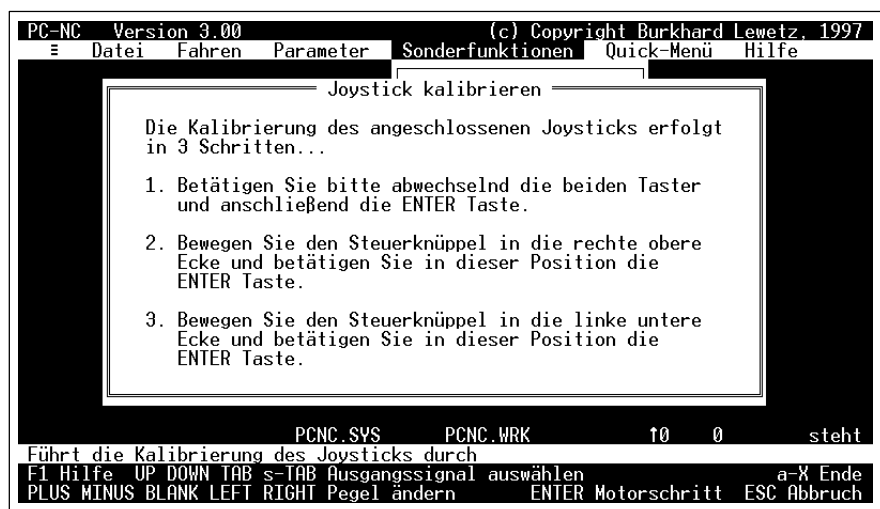 PC-NC Version 3.00 (c) Copyright Burkhard Lewetz, 1997
≡ Datei Fahren Parameter Sonderfunktionen Quick-Menü Hilfe
Joystick kalibrieren
Die Kalibrierung des angeschlossenen Joysticks erfolgt
in 3 Schritten...
1. Betätigen Sie bitte abwechselnd die beiden Taster
und anschließend die ENTER Taste.
2. Bewegen Sie den Steuerknüppel in die rechte obere
Ecke und betätigen Sie in dieser Position die
ENTER Taste.
3. Bewegen Sie den Steuerknüppel in die linke untere
Ecke und betätigen Sie in dieser Position die
ENTER Taste.
PCNC.SYS PCNC.WRK ↑0 0 steht
Führt die Kalibrierung des Joysticks durch
F1 Hilfe UP DOWN TAB s-TAB Ausgangssignal auswählen a-X Ende
PLUS MINUS BLANK LEFT RIGHT Pegel ändern ENTER Motorschritt ESC Abbruch